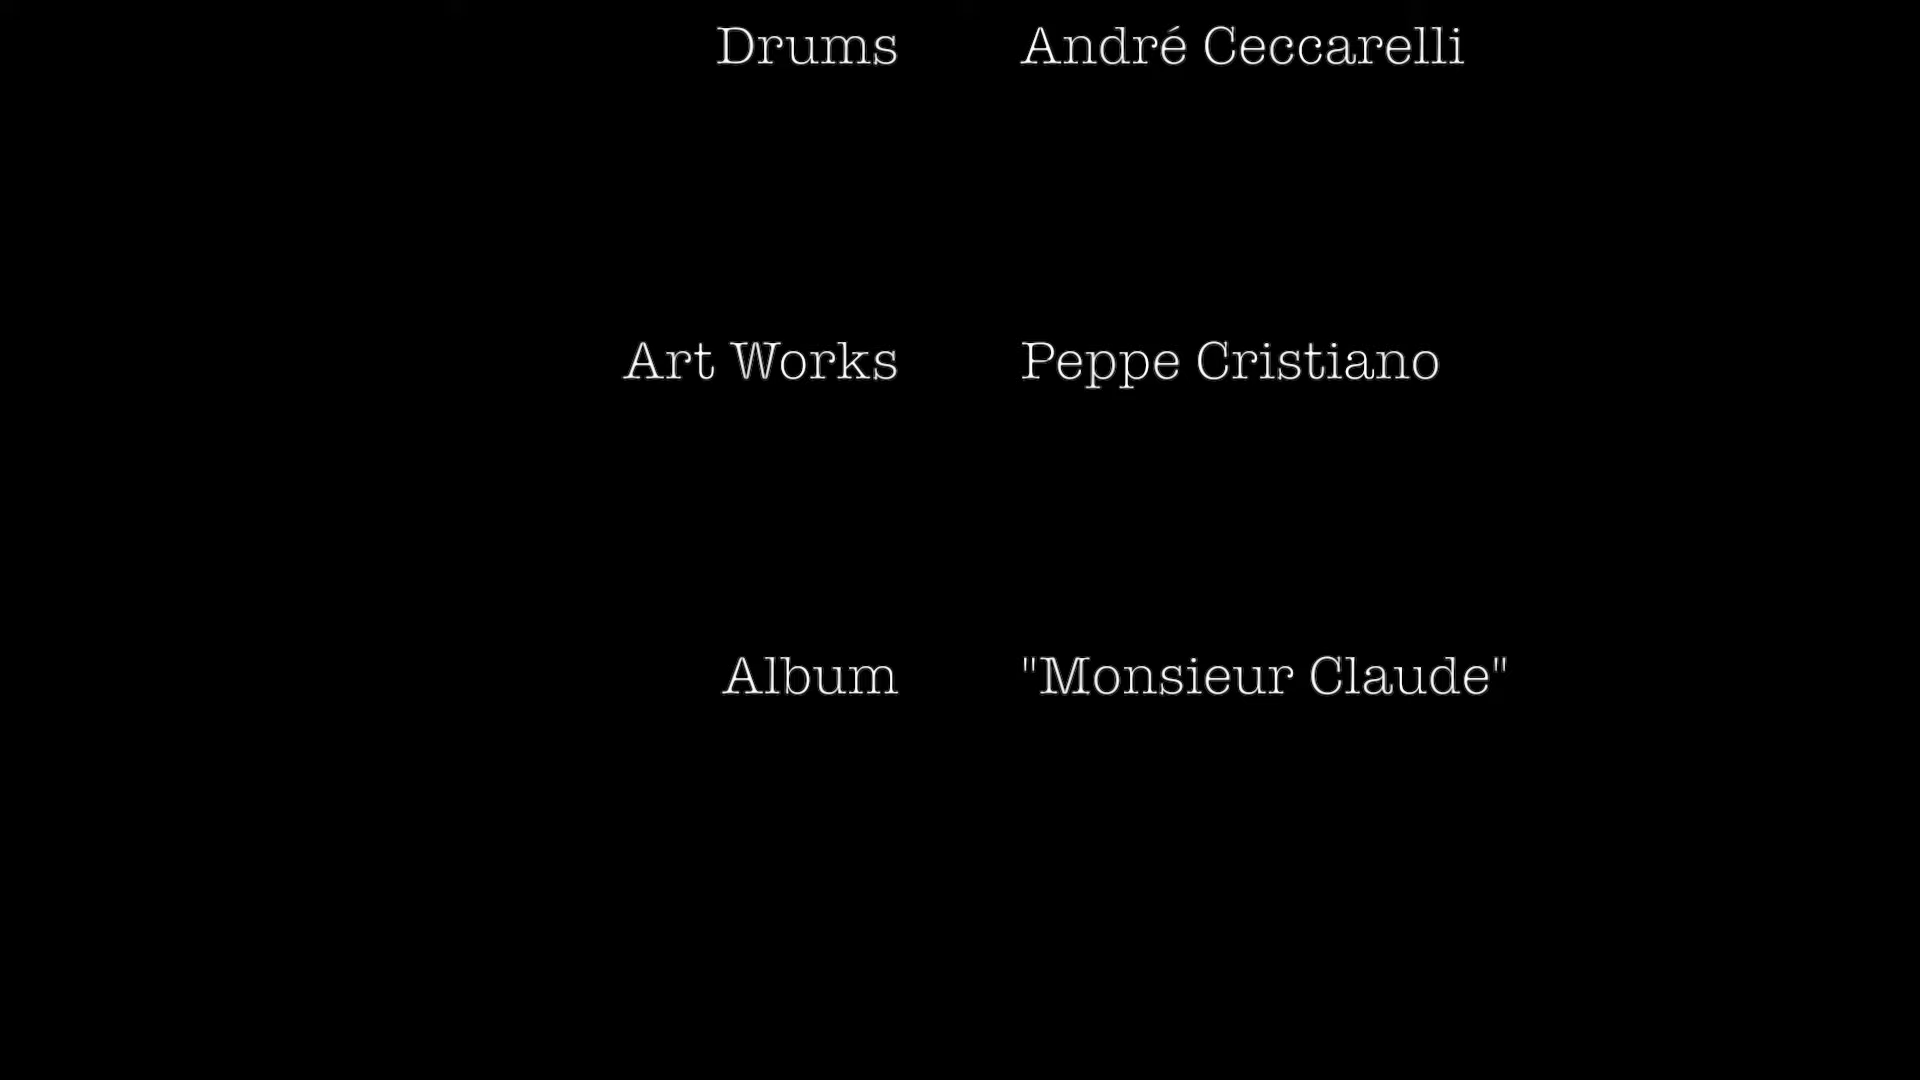 Drums André Ceccarelli
Art Works Peppe Cristiano
Album "Monsieur Claude"